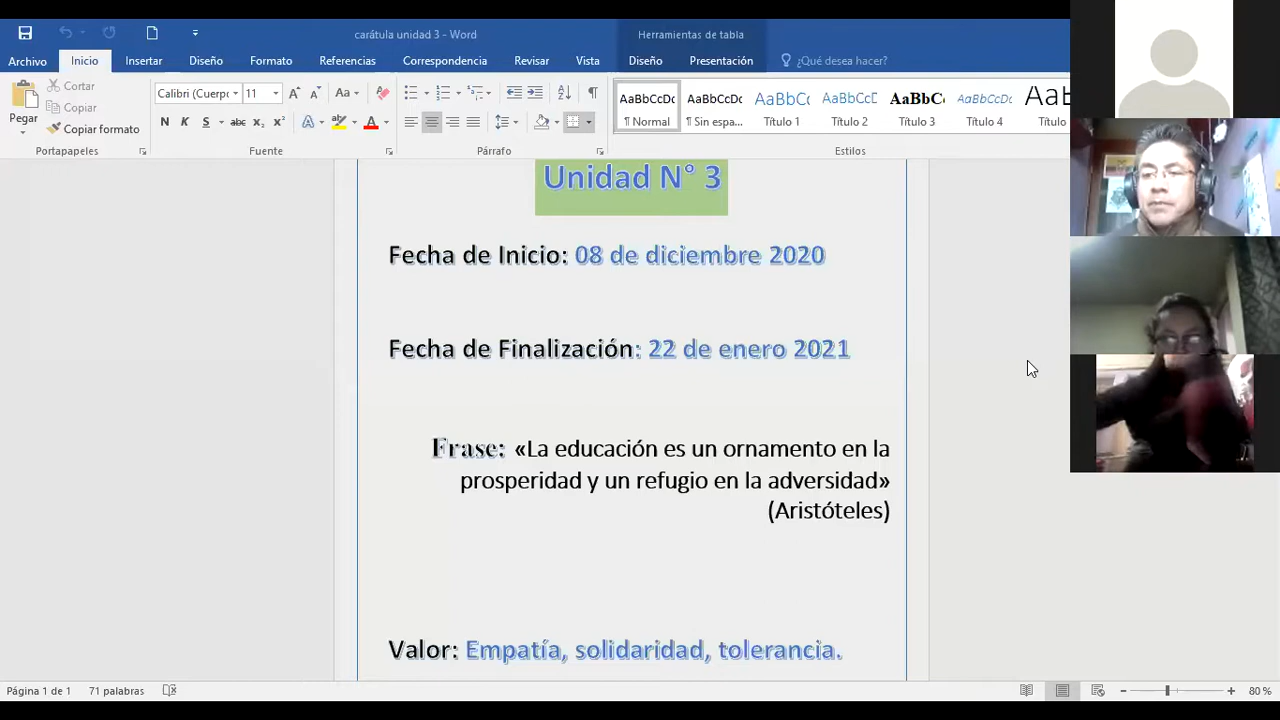 carátula unidad 3 - Word
Herramientas de tabla
Archivo Inicio Insertar Diseño Formato Referencias Correspondencia Revisar Vista Diseño Presentación ¿Qué desea hacer?
Pegar
Cortar
Copiar
Copiar formato
Portapapeles
Calibri (Cuerpo 11
Aa
N K S abc x₂ x²
Fuente
Párrafo
AaBbCcDc AaBbCcDc AaBbCc AaBbCcC AaBbCc AaBbCcDc AaB
¶ Normal ¶ Sin espa... Título 1 Título 2 Título 3 Título 4 Título
Estilos
Unidad N° 3
Fecha de Inicio: 08 de diciembre 2020
Fecha de Finalización: 22 de enero 2021
Frase: «La educación es un ornamento en la
prosperidad y un refugio en la adversidad»
(Aristóteles)
Valor: Empatía, solidaridad, tolerancia.
Página 1 de 1 71 palabras
80 %